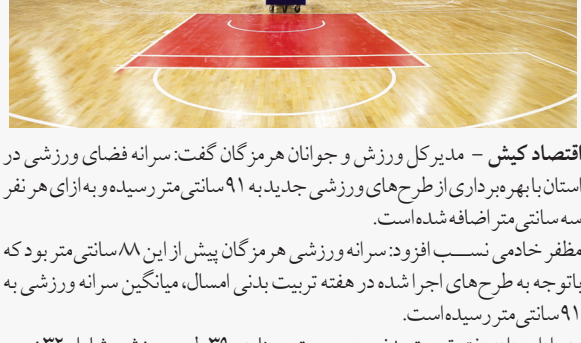 اقتصاد کیش – مدیرکل ورزش و جوانان هرمزگان گفت: سرانه فضای ورزشی در
استان با بهره‌برداری از طرح‌های ورزشی جدید به ۹۱ سانتی‌متر رسیده و به ازای هر نفر
سه سانتی‌متر اضافه شده است.
مظفر خادمی نسب افزود: سرانه ورزشی هرمزگان پیش از این ۸۸ سانتی‌متر بود که
باتوجه به طرح‌های اجرا شده در هفته تربیت بدنی امسال، میانگین سرانه ورزشی به
۹۱ سانتی‌متر رسیده‌است.